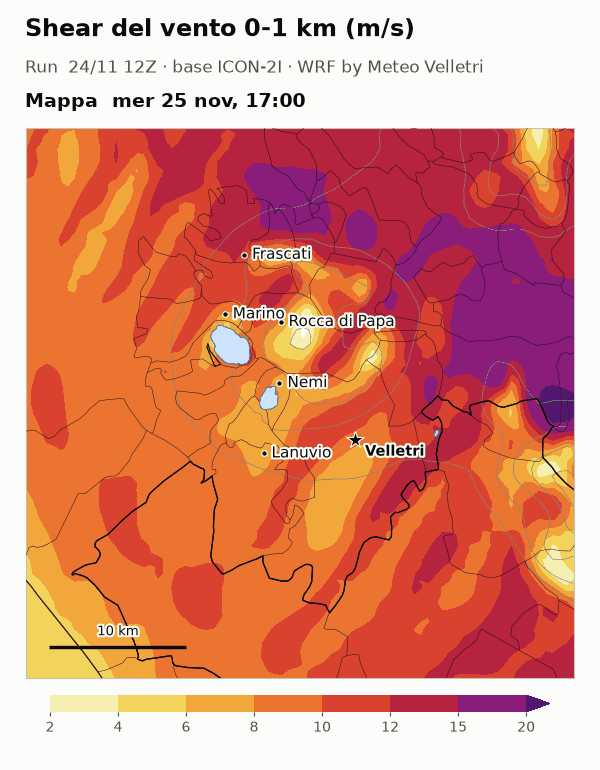 Shear del vento 0-1 km (m/s)
Run  24/11 12Z · base ICON-2I · WRF by Meteo Velletri
Mappa  mer 25 nov, 17:00
Frascati
Marino
Rocca di Papa
Nemi
Velletri
Lanuvio
10 km
2 4 6 8 10 12 15 20